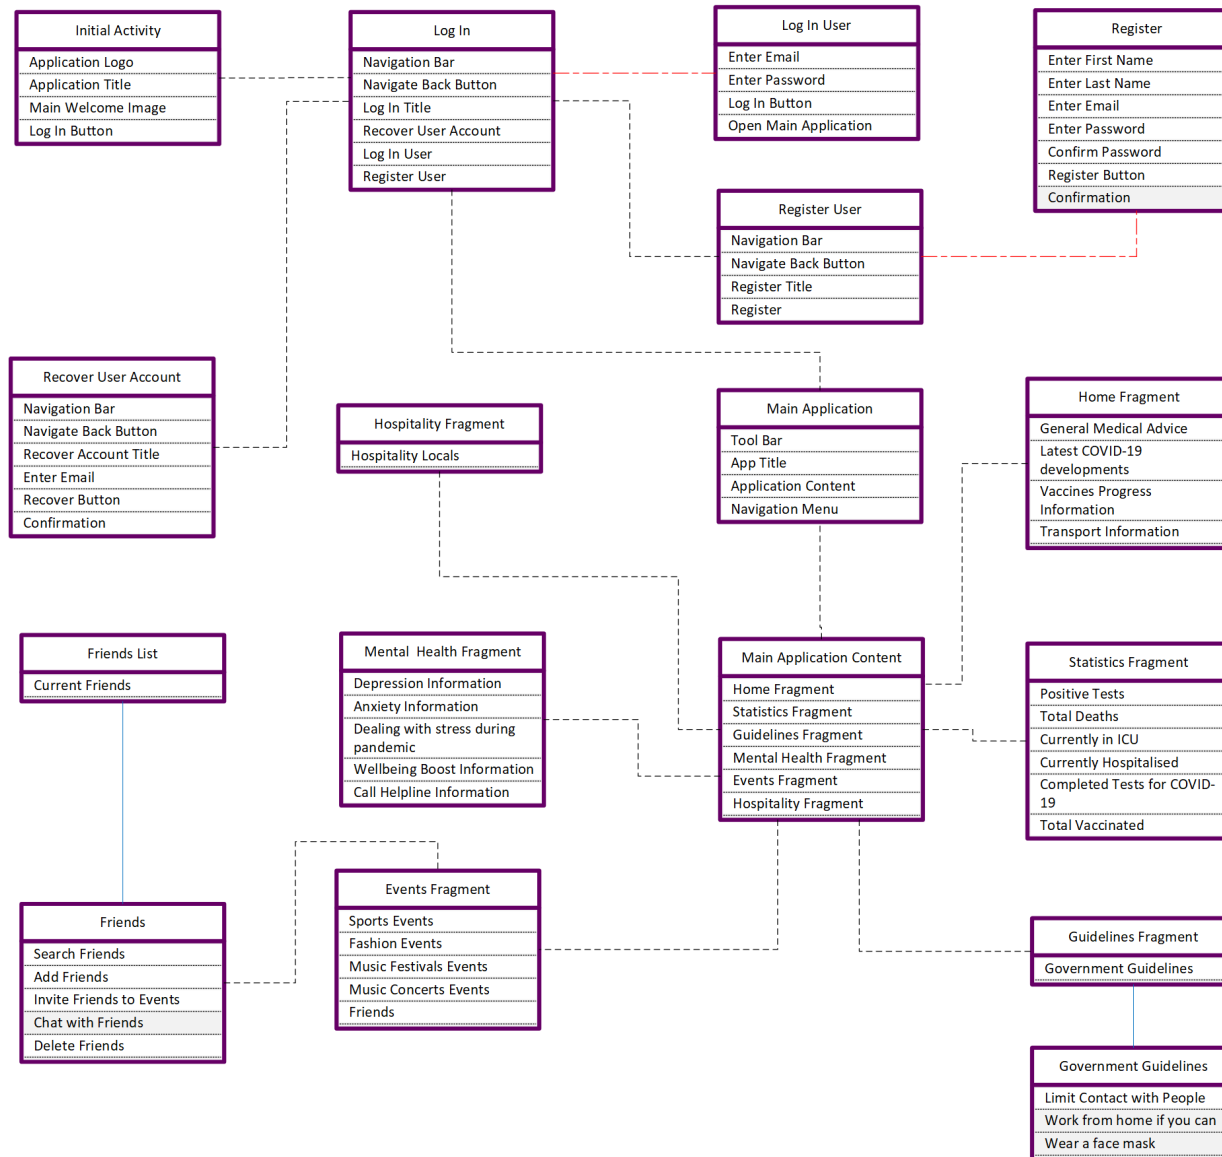 Initial Activity
Application Logo
Application Title
Main Welcome Image
Log In Button
Log In
Navigation Bar
Navigate Back Button
Log In Title
Recover User Account
Log In User
Register User
Log In User
Enter Email
Enter Password
Log In Button
Open Main Application
Register
Enter First Name
Enter Last Name
Enter Email
Enter Password
Confirm Password
Register Button
Confirmation
Register User
Navigation Bar
Navigate Back Button
Register Title
Register
Recover User Account
Navigation Bar
Navigate Back Button
Recover Account Title
Enter Email
Recover Button
Confirmation
Hospitality Fragment
Hospitality Locals
Main Application
Tool Bar
App Title
Application Content
Navigation Menu
Home Fragment
General Medical Advice
Latest COVID-19
developments
Vaccines Progress
Information
Transport Information
Friends List
Current Friends
Mental Health Fragment
Depression Information
Anxiety Information
Dealing with stress during
pandemic
Wellbeing Boost Information
Call Helpline Information
Main Application Content
Home Fragment
Statistics Fragment
Guidelines Fragment
Mental Health Fragment
Events Fragment
Hospitality Fragment
Statistics Fragment
Positive Tests
Total Deaths
Currently in ICU
Currently Hospitalised
Completed Tests for COVID-
19
Total Vaccinated
Friends
Search Friends
Add Friends
Invite Friends to Events
Chat with Friends
Delete Friends
Events Fragment
Sports Events
Fashion Events
Music Festivals Events
Music Concerts Events
Friends
Guidelines Fragment
Government Guidelines
Government Guidelines
Limit Contact with People
Work from home if you can
Wear a face mask